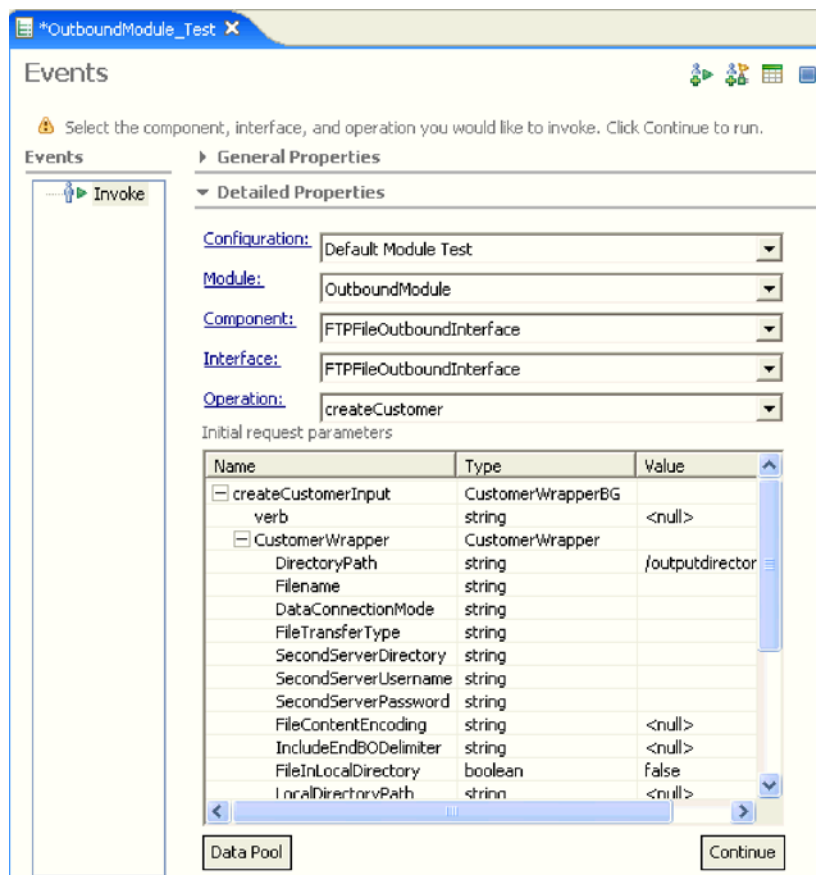 *OutboundModule_Test
Events
Select the component, interface, and operation you would like to invoke. Click Continue to run.
Events
General Properties
Invoke
Detailed Properties
Configuration: Default Module Test
Module: OutboundModule
Component: FTPFileOutboundInterface
Interface: FTPFileOutboundInterface
Operation: createCustomer
Initial request parameters
Name Type Value
createCustomerInput CustomerWrapperBG
verb string <null>
CustomerWrapper CustomerWrapper
DirectoryPath string /outputdirector
Filename string
DataConnectionMode string
FileTransferType string
SecondServerDirectory string
SecondServerUsername string
SecondServerPassword string
FileContentEncoding string <null>
IncludeEndBODelimiter string <null>
FileInLocalDirectory boolean false
LocalDirectoryPath string <null>
Data Pool Continue